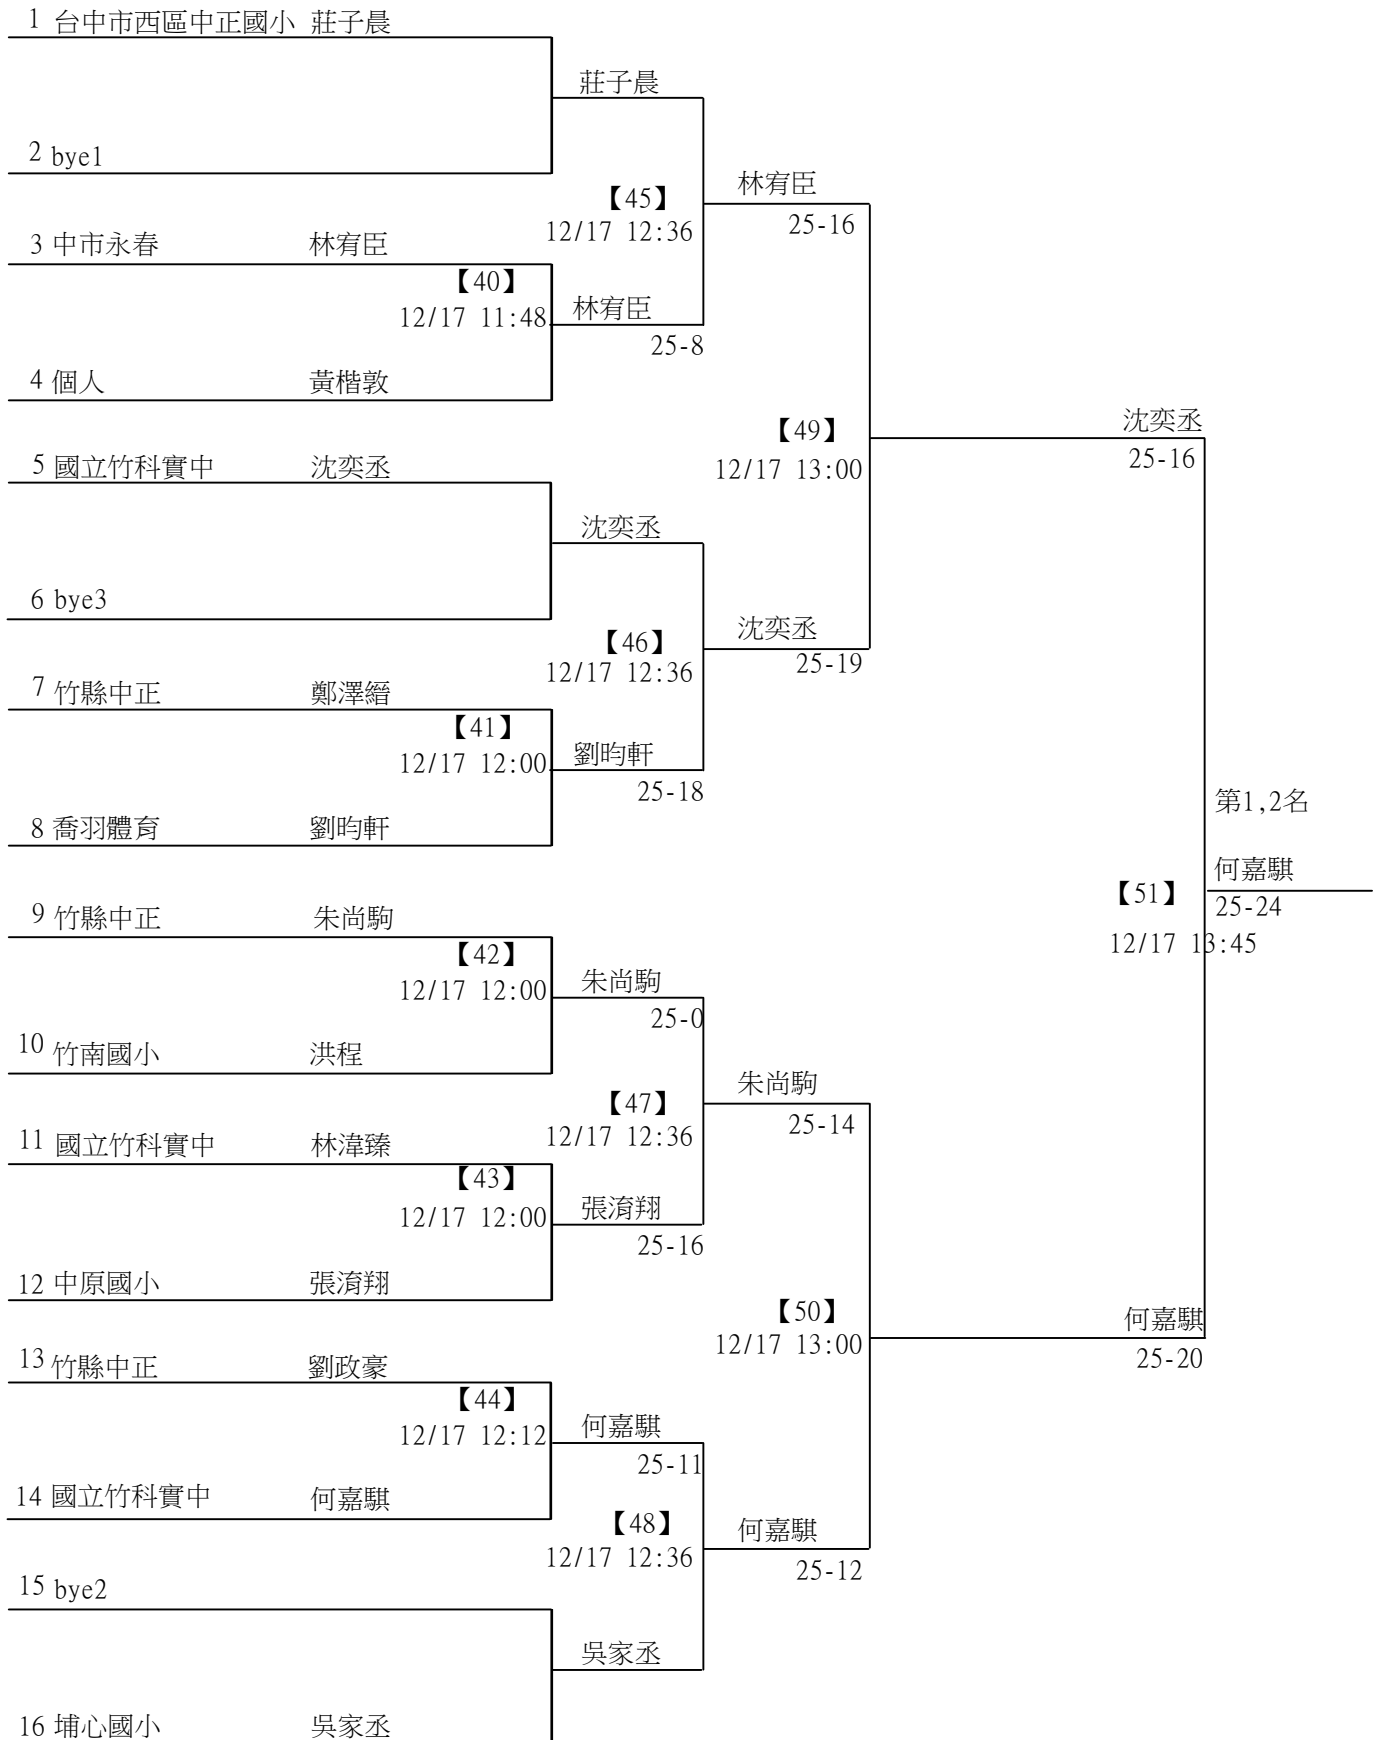 1 台中市西區中正國小 莊子晨
莊子晨
2 bye1
林宥臣
【45】
25-16
12/17 12:36
3 中市永春 林宥臣
【40】
林宥臣
12/17 11:48
25-8
4 個人 黃楷敦
沈奕丞
【49】
25-16
12/17 13:00
5 國立竹科實中 沈奕丞
沈奕丞
6 bye3
沈奕丞
【46】
25-19
12/17 12:36
7 竹縣中正 鄭澤縉
【41】
劉昀軒
12/17 12:00
25-18
第1,2名
8 喬羽體育 劉昀軒
何嘉騏
【51】
25-24
12/17 13:45
9 竹縣中正 朱尚駒
【42】
朱尚駒
12/17 12:00
25-0
10 竹南國小 洪程
朱尚駒
【47】
25-14
12/17 12:36
11 國立竹科實中 林湋臻
【43】
張淯翔
12/17 12:00
25-16
12 中原國小 張淯翔
【50】
何嘉騏
12/17 13:00
25-20
13 竹縣中正 劉政豪
【44】
何嘉騏
12/17 12:12
25-11
14 國立竹科實中 何嘉騏
【48】
何嘉騏
12/17 12:36
25-12
15 bye2
吳家丞
16 埔心國小 吳家丞